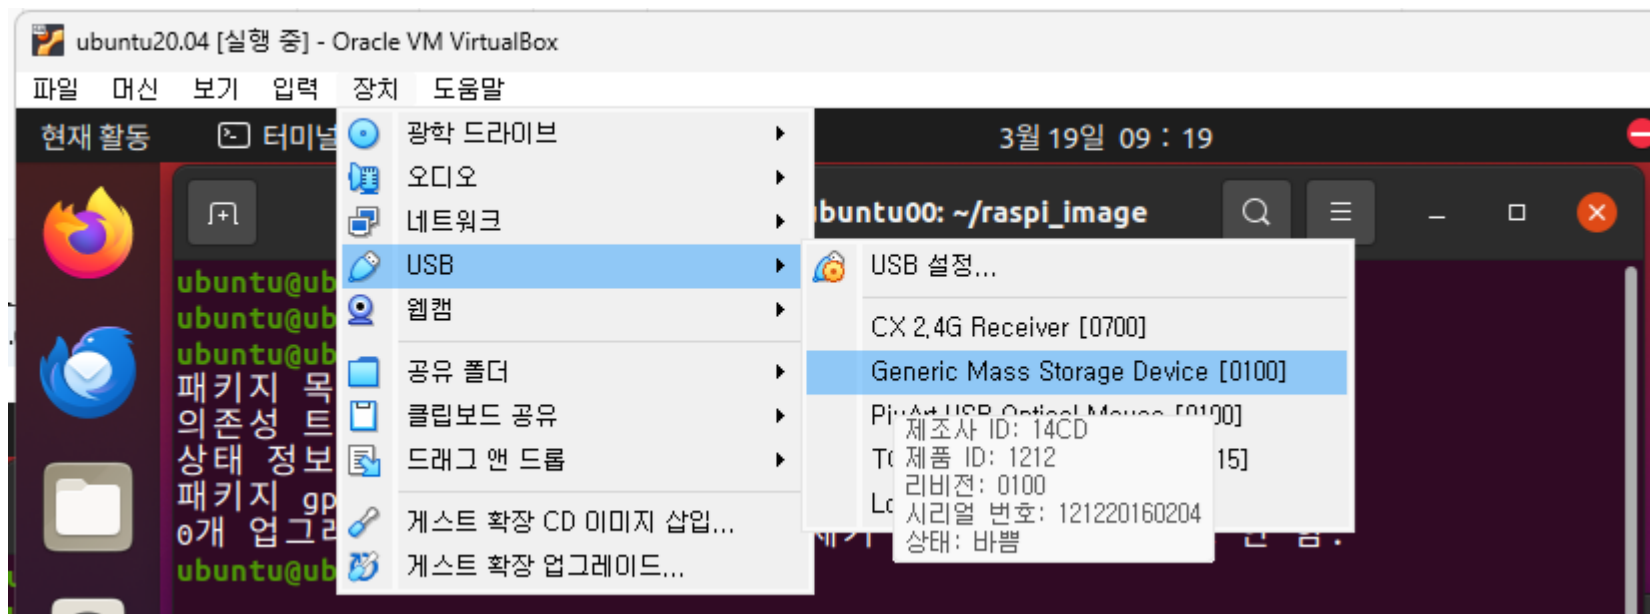 ubuntu20.04 [실행 중] - Oracle VM VirtualBox
파일 머신 보기 입력 장치 도움말
현재 활동 터미널 3월 19일 09 : 19
광학 드라이브
오디오
네트워크
USB
웹캠
공유 폴더
클립보드 공유
드래그 앤 드롭
게스트 확장 CD 이미지 삽입...
게스트 확장 업그레이드...
buntu00: ~/raspi_image
USB 설정...
CX 2,4G Receiver [0700]
Generic Mass Storage Device [0100]
PixArt USB Optical Mouse [0100]
15]
제조사 ID: 14CD
제품 ID: 1212
리비전: 0100
시리얼 번호: 121220160204
상태: 바쁨
ubuntu@ub
ubuntu@ub
ubuntu@ub
패키지 목
의존성 트
상태 정보
패키지 gp
0개 업그레
ubuntu@ub